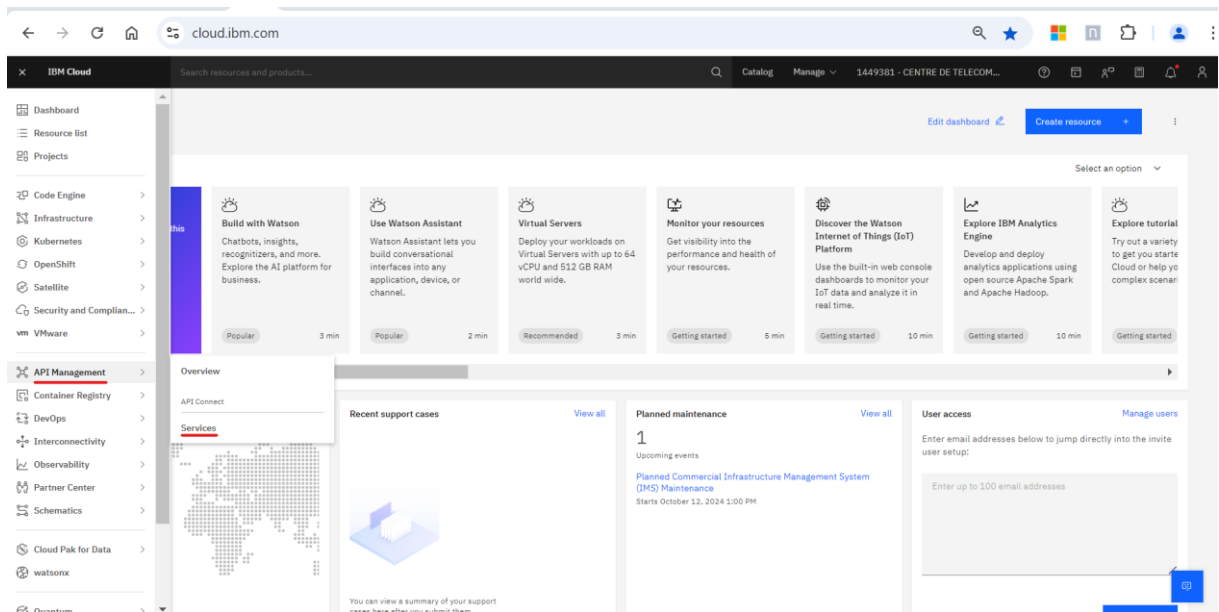 cloud.ibm.com
IBM Cloud
Search resources and products...
Catalog
Manage
1449381 - CENTRE DE TELECOM...
Dashboard
Resource list
Projects
Code Engine
Infrastructure
Kubernetes
OpenShift
Satellite
Security and Complian...
vm VMware
API Management
Container Registry
DevOps
Interconnectivity
Observability
Partner Center
Schematics
Cloud Pak for Data
watsonx
Quantum
Overview
API Connect
Services
Edit dashboard
Create resource +
Select an option
this
Build with Watson
Chatbots, insights,
recognitizers, and more.
Explore the AI platform for
business.
Popular
3 min
Use Watson Assistant
Watson Assistant lets you
build conversational
interfaces into any
application, device, or
channel.
Popular
2 min
Virtual Servers
Deploy your workloads on
Virtual Servers with up to 64
vCPU and 512 GB RAM
world wide.
Recommended
3 min
Monitor your resources
Get visibility into the
performance and health of
your resources.
Getting started
5 min
Discover the Watson
Internet of Things (IoT)
Platform
Use the built-in web console
dashboards to monitor your
IoT data and analyze it in
real time.
Getting started
10 min
Explore IBM Analytics
Engine
Develop and deploy
analytics applications using
open source Apache Spark
and Apache Hadoop.
Getting started
10 min
Explore tutorial
Try out a variety
to get you starte
Cloud or help yo
complex scenari
Getting started
Recent support cases
View all
You can view a summary of your support
cases here after you submit them
Planned maintenance
View all
1
Upcoming events
Planned Commercial Infrastructure Management System
(IMS) Maintenance
Starts October 12, 2024 1:00 PM
User access
Manage users
Enter email addresses below to jump directly into the invite
user setup:
Enter up to 100 email addresses